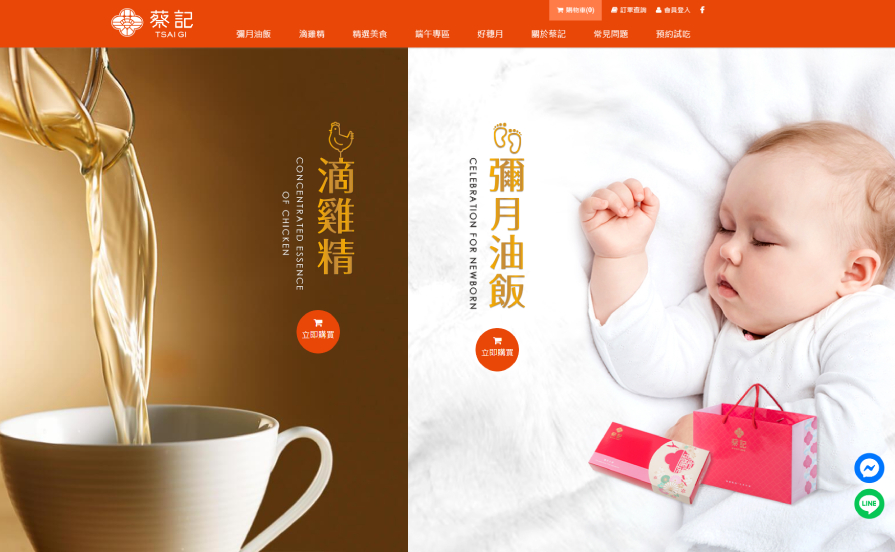 蔡記
TSAI GI
購物車(0)
訂單查詢
會員登入
彌月油飯
滴雞精
精選美食
端午專區
好聽月
關於蔡記
常見問題
預約試吃
滴雞精
CONCENTRATED ESSENCE
OF CHICKEN
立即購買
彌月油飯
CELEBRATION FOR NEWBORN
立即購買
蔡記
LINE